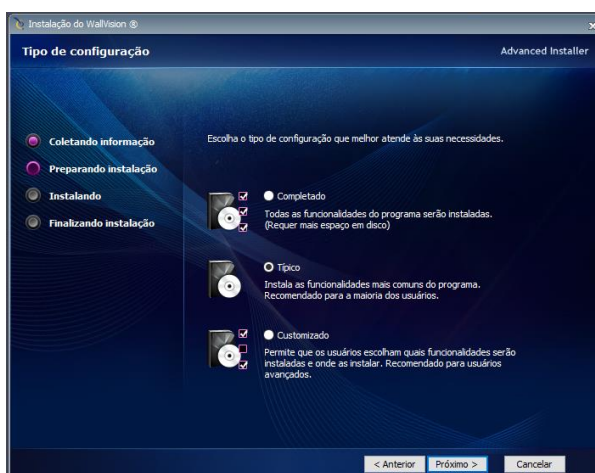 Instalação do WallVision ®
Tipo de configuração
Advanced Installer
Coletando informação
Preparando instalação
Instalando
Finalizando instalação
Escolha o tipo de configuração que melhor atende às suas necessidades.
Completado
Todas as funcionalidades do programa serão instaladas.
(Requer mais espaço em disco)
Típico
Instala as funcionalidades mais comuns do programa.
Recomendado para a maioria dos usuários.
Customizado
Permite que os usuários escolham quais funcionalidades serão
instaladas e onde as instalar. Recomendado para usuários
avançados.
< Anterior
Próximo >
Cancelar